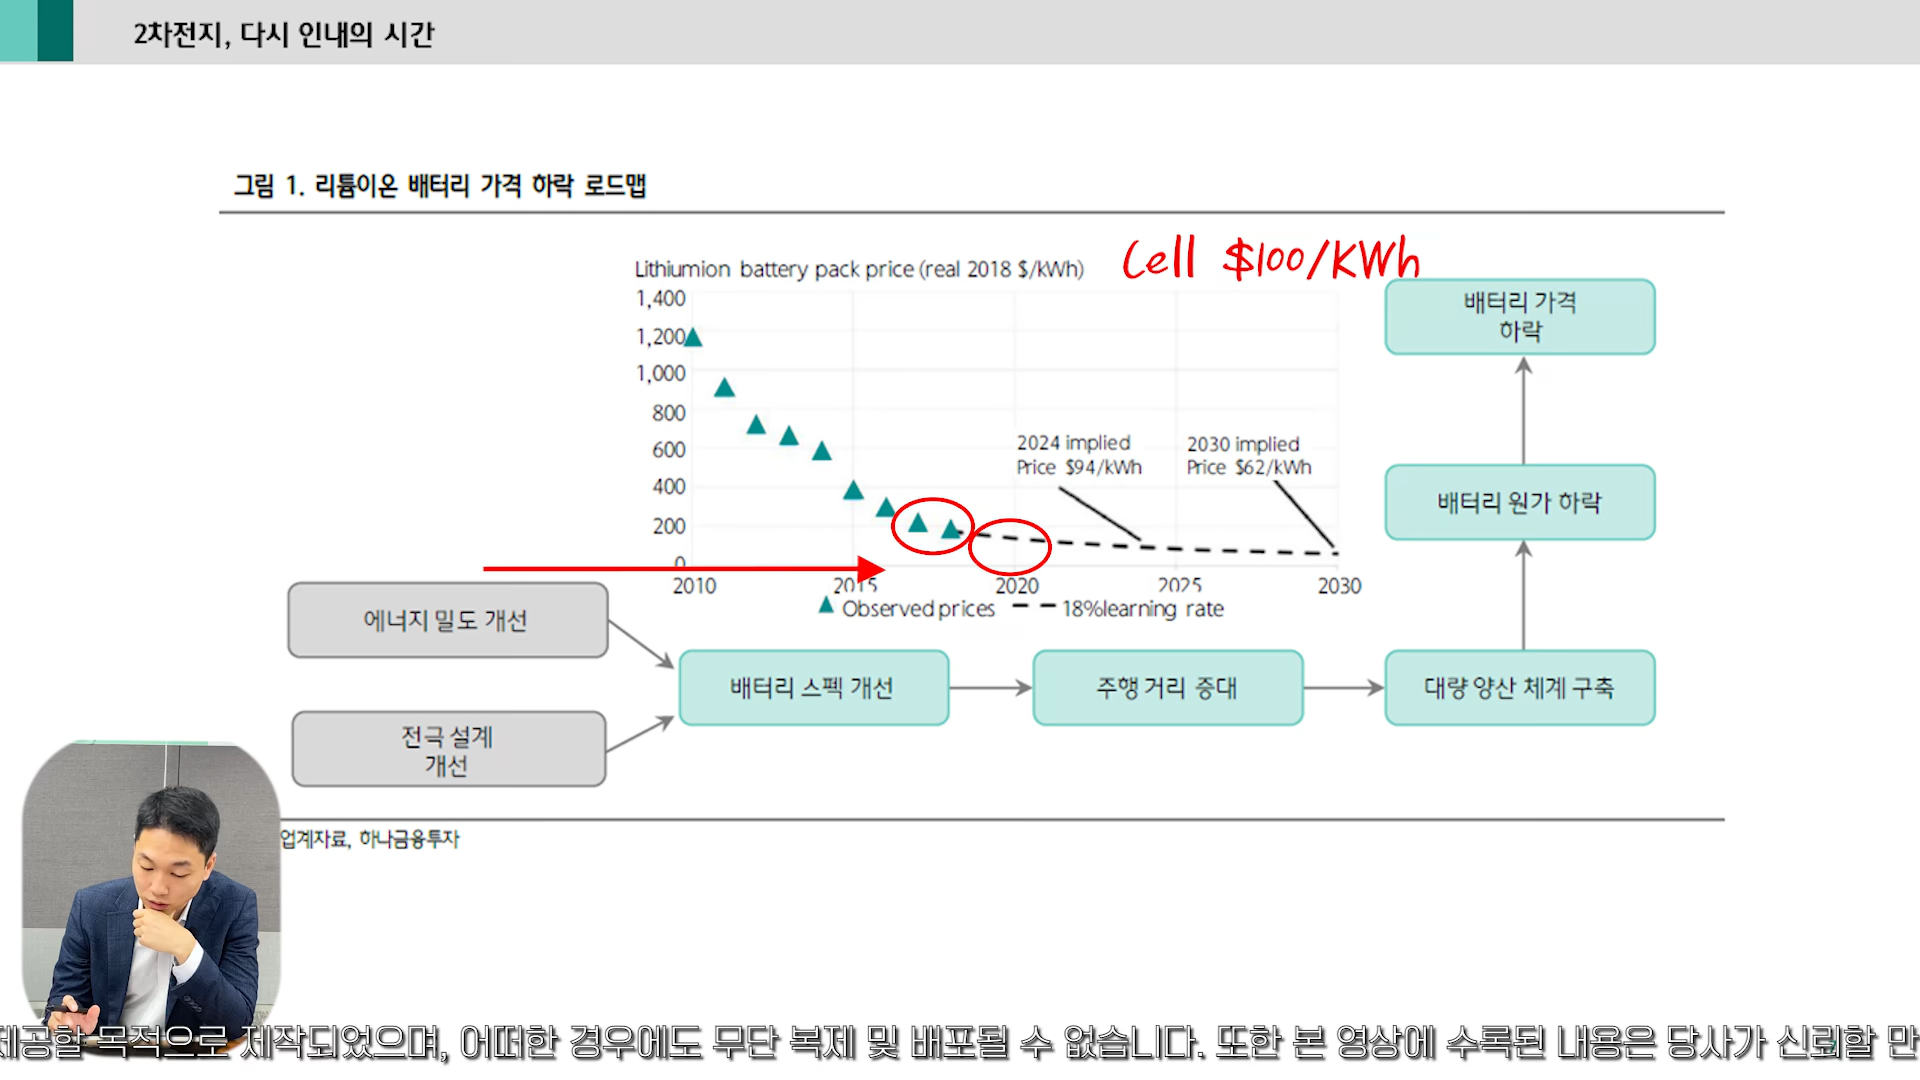 2차전지, 다시 인내의 시간
그림 1. 리튬이온 배터리 가격 하락 로드맵
Cell $100/KWh
Lithiumion battery pack price (real 2018 $/kWh)
1,400
1,200
1,000
800
600
400
200
0
2024 implied
Price $94/kWh
2030 implied
Price $62/kWh
2010
2015
2020
2025
2030
Observed prices
18%learning rate
배터리 가격
하락
배터리 원가 하락
에너지 밀도 개선
전극 설계
개선
배터리 스펙 개선
주행 거리 증대
대량 양산 체계 구축
업계자료, 하나금융투자
제공할 목적으로 제작되었으며, 어떠한 경우에도 무단 복제 및 배포될 수 없습니다. 또한 본 영상에 수록된 내용은 당사가 신뢰할 만